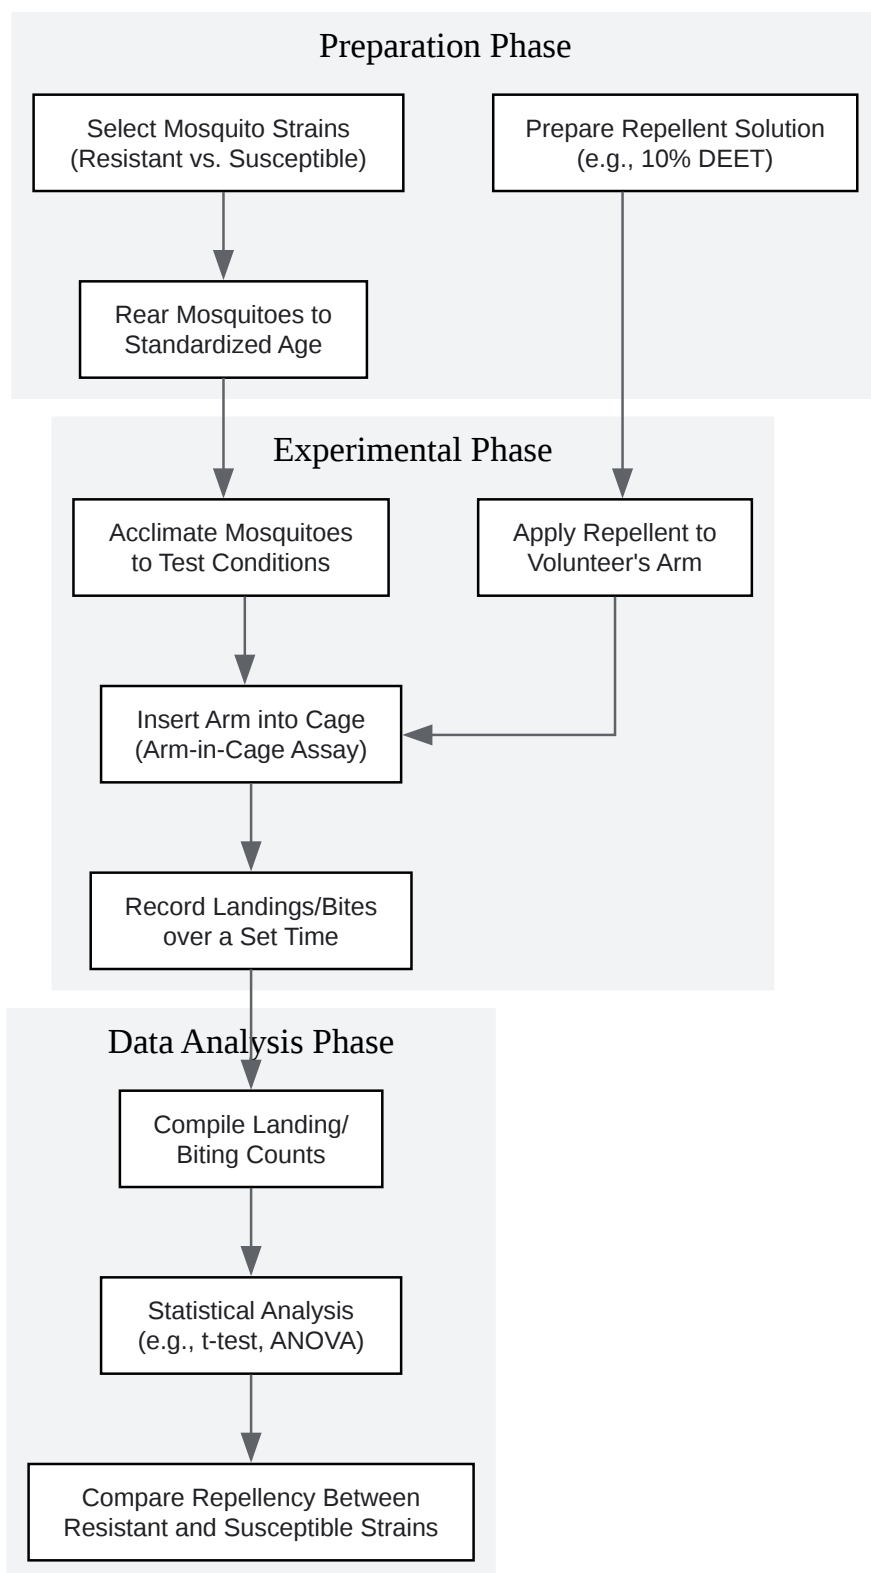 Preparation Phase
Select Mosquito Strains
(Resistant vs. Susceptible)
Prepare Repellent Solution
(e.g., 10% DEET)
Rear Mosquitoes to
Standardized Age
Experimental Phase
Acclimate Mosquitoes
to Test Conditions
Apply Repellent to
Volunteer's Arm
Insert Arm into Cage
(Arm-in-Cage Assay)
Record Landings/Bites
over a Set Time
Data Analysis Phase
Compile Landing/
Biting Counts
Statistical Analysis
(e.g., t-test, ANOVA)
Compare Repellency Between
Resistant and Susceptible Strains